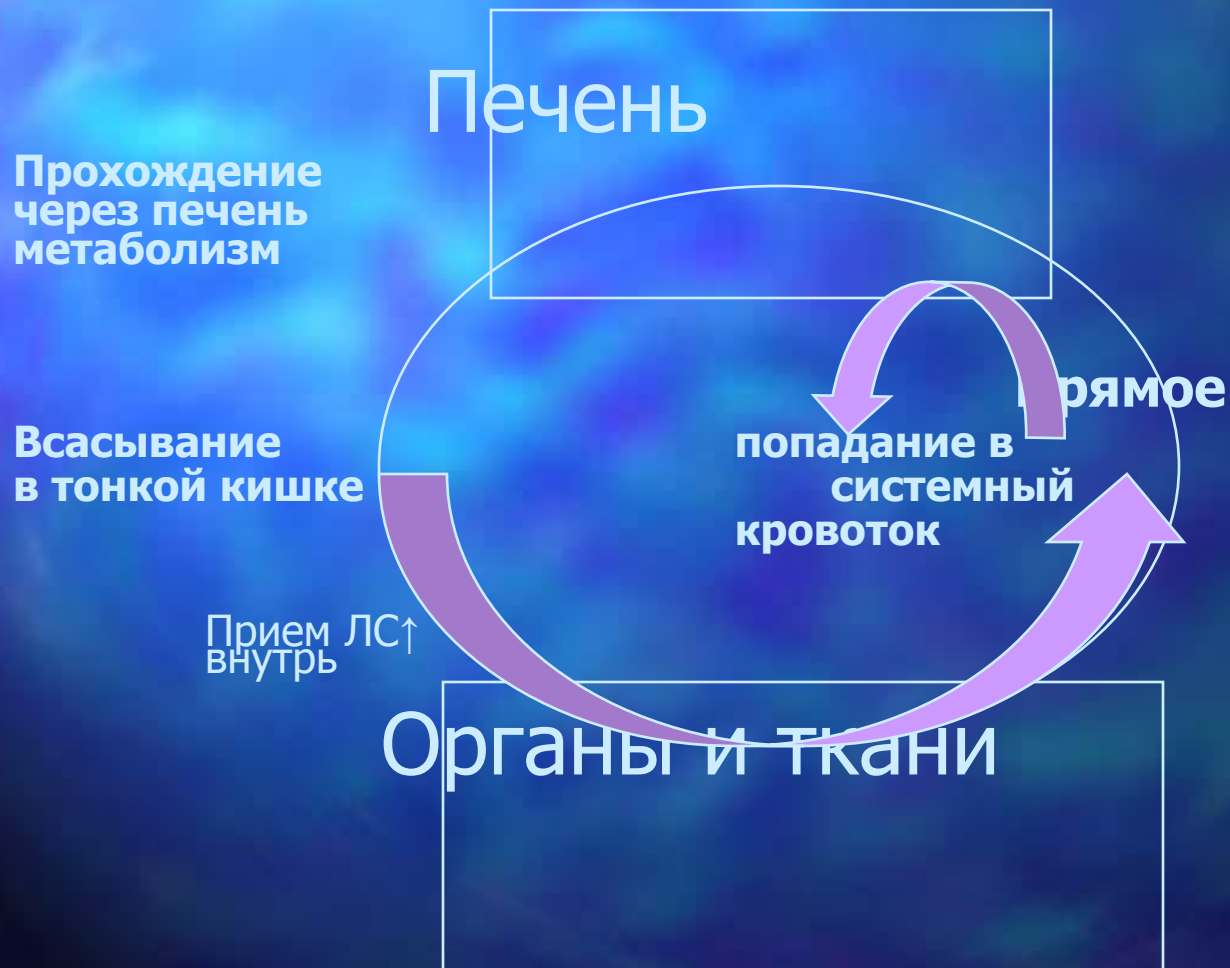 Печень
Прохождение
через печень
метаболизм
Прямое
Всасывание
в тонкой кишке
попадание в
системный
кровоток
Прием ЛС↑
внутрь
Органы и ткани